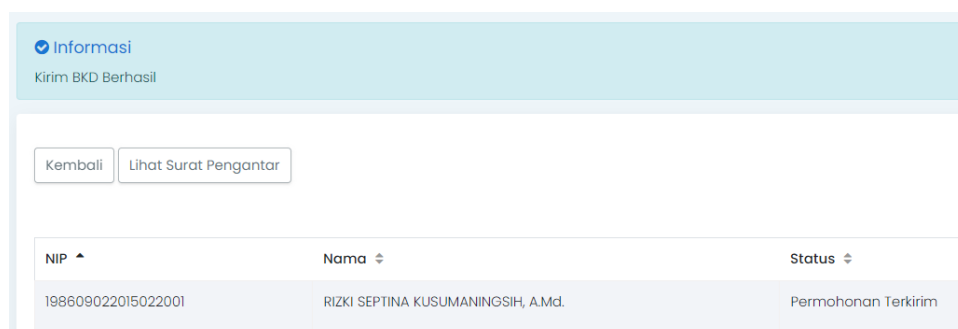 Informasi
Kirim BKD Berhasil
Kembali Lihat Surat Pengantar
NIP Nama Status
198609022015022001 RIZKI SEPTINA KUSUMANINGSIH, A.Md. Permohonan Terkirim